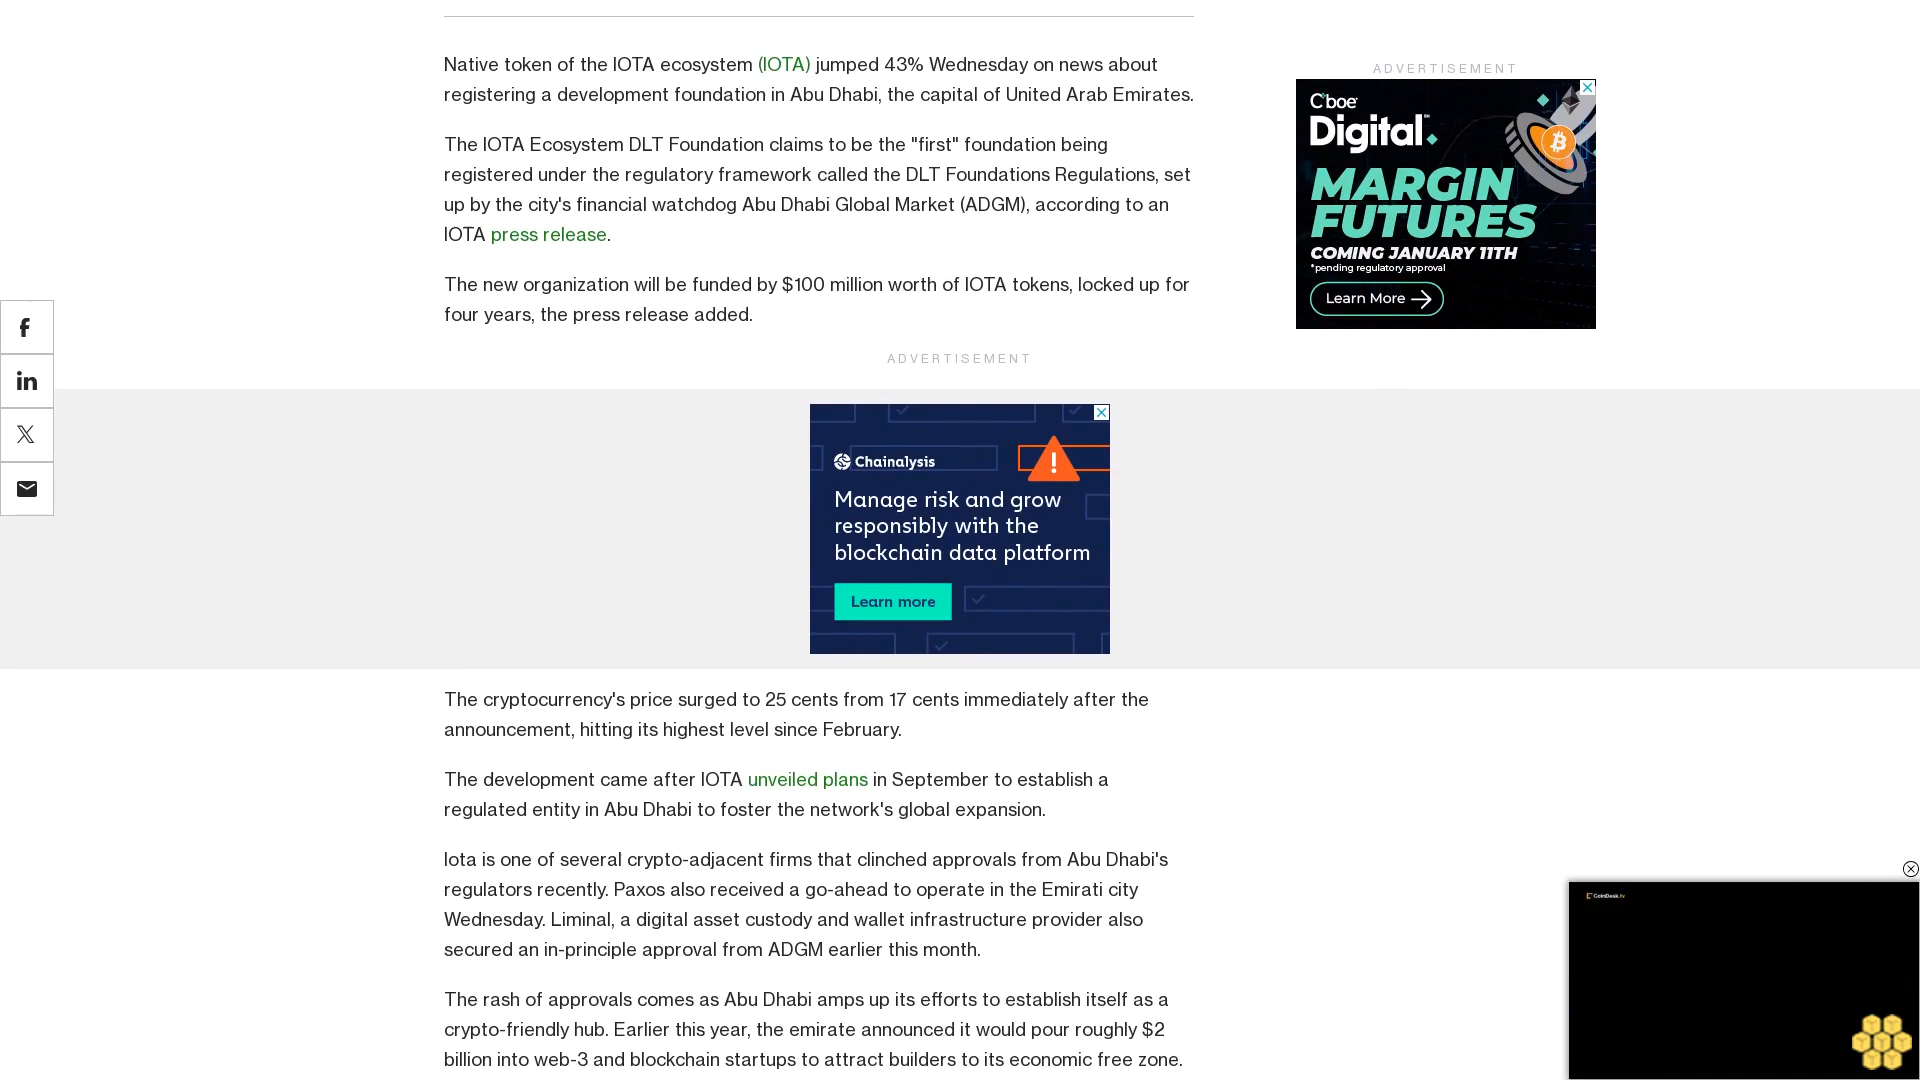 Native token of the IOTA ecosystem (IOTA) jumped 43% Wednesday on news about
registering a development foundation in Abu Dhabi, the capital of United Arab Emirates.
The IOTA Ecosystem DLT Foundation claims to be the "first" foundation being
registered under the regulatory framework called the DLT Foundations Regulations, set
up by the city's financial watchdog Abu Dhabi Global Market (ADGM), according to an
IOTA press release.
The new organization will be funded by $100 million worth of IOTA tokens, locked up for
four years, the press release added.
ADVERTISEMENT
Cboe
Digital
MARGIN
FUTURES
COMING JANUARY 11TH
*pending regulatory approval
Learn More
ADVERTISEMENT
Chainalysis
Manage risk and grow
responsibly with the
blockchain data platform
Learn more
The cryptocurrency's price surged to 25 cents from 17 cents immediately after the
announcement, hitting its highest level since February.
The development came after IOTA unveiled plans in September to establish a
regulated entity in Abu Dhabi to foster the network's global expansion.
Iota is one of several crypto-adjacent firms that clinched approvals from Abu Dhabi's
regulators recently. Paxos also received a go-ahead to operate in the Emirati city
Wednesday. Liminal, a digital asset custody and wallet infrastructure provider also
secured an in-principle approval from ADGM earlier this month.
The rash of approvals comes as Abu Dhabi amps up its efforts to establish itself as a
crypto-friendly hub. Earlier this year, the emirate announced it would pour roughly $2
billion into web-3 and blockchain startups to attract builders to its economic free zone.
CoinDesk.tv